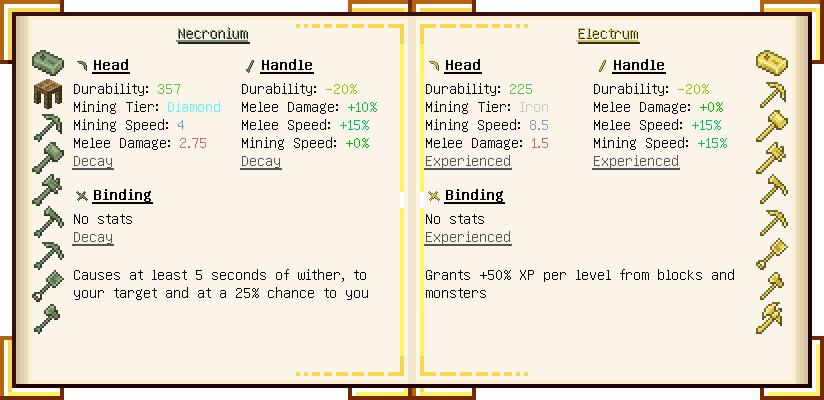 Necronium
Head
Durability: 357
Mining Tier: Diamond
Mining Speed: 4
Melee Damage: 2.75
Decay
Handle
Durability: -20%
Melee Damage: +10%
Melee Speed: +15%
Mining Speed: +0%
Decay
Binding
No stats
Decay
Causes at least 5 seconds of wither, to
your target and at a 25% chance to you
Electrum
Head
Durability: 225
Mining Tier: Iron
Mining Speed: 8.5
Melee Damage: 1.5
Experienced
Handle
Durability: -20%
Melee Damage: +0%
Melee Speed: +15%
Mining Speed: +15%
Experienced
Binding
No stats
Experienced
Grants +50% XP per level from blocks and
monsters